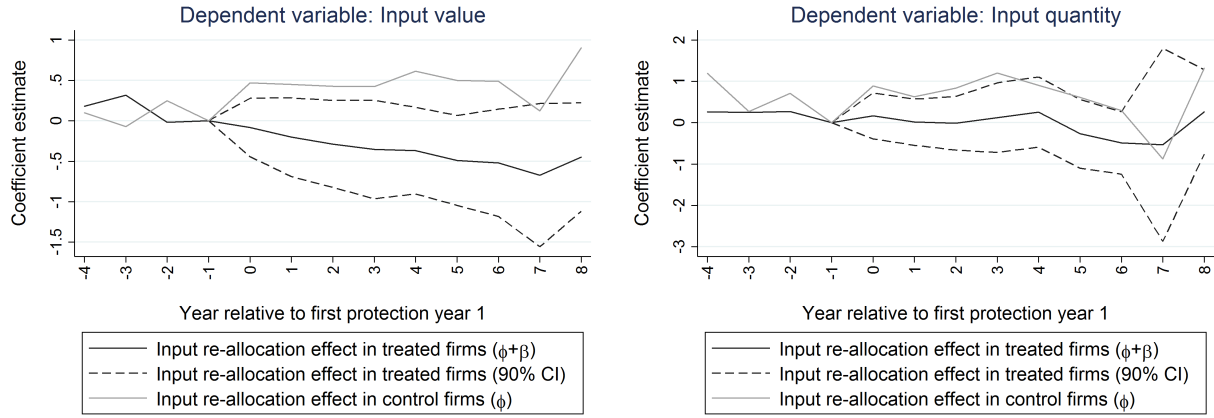 Dependent variable: Input value
Coefficient estimate
1
.5
0
-.5
-1
-1.5
-4 -3 -2 -1 0 1 2 3 4 5 6 7 8
Year relative to first protection year 1
Input re-allocation effect in treated firms (ϕ+β)
Input re-allocation effect in treated firms (90% CI)
Input re-allocation effect in control firms (ϕ)
Dependent variable: Input quantity
Coefficient estimate
2
1
0
-1
-2
-3
-4 -3 -2 -1 0 1 2 3 4 5 6 7 8
Year relative to first protection year 1
Input re-allocation effect in treated firms (ϕ+β)
Input re-allocation effect in treated firms (90% CI)
Input re-allocation effect in control firms (ϕ)